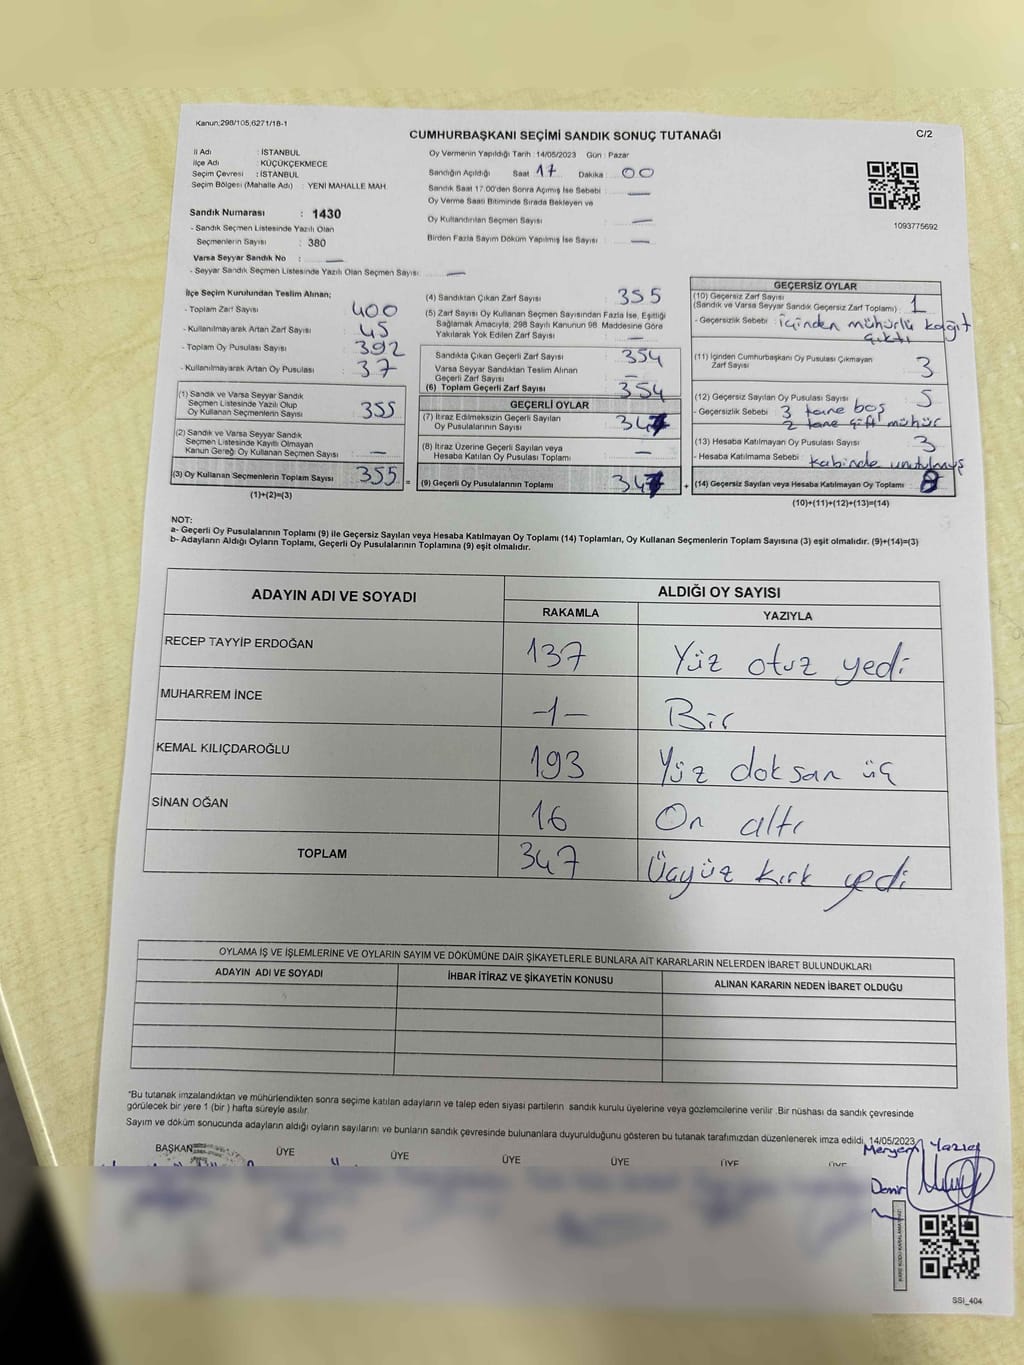 Kanun,298/105,6271/18-1
C/2
CUMHURBAŞKANI SEÇİMİ SANDIK SONUÇ TUTANAĞI
İl Adı : İSTANBUL
İlçe Adı : KÜÇÜKÇEKMECE
Seçim Çevresi : İSTANBUL
Seçim Bölgesi (Mahalle Adı) : YENİ MAHALLE MAH.
Sandık Numarası : 1430
- Sandık Seçmen Listesinde Yazılı Olan
Seçmenlerin Sayısı : 380
Varsa Seyyar Sandık No : —
- Seyyar Sandık Seçmen Listesinde Yazılı Olan Seçmen Sayısı : —
Oy Vermenin Yapıldığı Tarih : 14/05/2023 Gün : Pazar
Sandığın Açıldığı Saat 17 Dakika : 00
Sandık Saat 17:00'den Sonra Açımış İse Sebebi : —
Oy Verme Saati Bitiminde Sırada Bekleyen ve
Oy Kullandırılan Seçmen Sayısı : —
Birden Fazla Sayım Döküm Yapılmış İse Sayısı : —
1093775692
İlçe Seçim Kurulundan Teslim Alınan;
- Toplam Zarf Sayısı : 400
- Kullanılmayarak Artan Zarf Sayısı : 45
- Toplam Oy Pusulası Sayısı : 392
- Kullanılmayarak Artan Oy Pusulası : 37
(1) Sandık ve Varsa Seyyar Sandık
Seçmen Listesinde Yazılı Olup
Oy Kullanan Seçmenlerin Sayısı : 355
(2) Sandık ve Varsa Seyyar Sandık
Seçmen Listesinde Kayıtlı Olmayan
Kanun Gereği Oy Kullanan Seçmen Sayısı : —
(3) Oy Kullanan Seçmenlerin Toplam Sayısı : 355 =
(1)+(2)=(3)
(4) Sandıktan Çıkan Zarf Sayısı : 355
(5) Zarf Sayısı Oy Kullanan Seçmen Sayısından Fazla İse, Eşitliği
Sağlamak Amacıyla, 298 Sayılı Kanunun 98. Maddesine Göre
Yakılarak Yok Edilen Zarf Sayısı : —
Sandıkta Çıkan Geçerli Zarf Sayısı : 354
Varsa Seyyar Sandıktan Teslim Alınan
Geçerli Zarf Sayısı : —
(6) Toplam Geçerli Zarf Sayısı : 354
GEÇERLİ OYLAR
(7) İtiraz Edilmeksizin Geçerli Sayılan
Oy Pusulalarının Sayısı : 347
(8) İtiraz Üzerine Geçerli Sayılan veya
Hesaba Katılan Oy Pusulası Toplamı : —
(9) Geçerli Oy Pusulalarının Toplamı : 347 +
GEÇERSİZ OYLAR
(10) Geçersiz Zarf Sayısı
(Sandık ve Varsa Seyyar Sandık Geçersiz Zarf Toplamı) : 1
- Geçersizlik Sebebi : içinden mühürlü kağıt
çıktı
(11) İçinden Cumhurbaşkanı Oy Pusulası Çıkmayan
Zarf Sayısı : 3
(12) Geçersiz Sayılan Oy Pusulası Sayısı : 5
- Geçersizlik Sebebi : 3 tane boş
2 tane çift mühür
(13) Hesaba Katılmayan Oy Pusulası Sayısı : 3
- Hesaba Katılmama Sebebi : kabinde unutulmuş
(14) Geçersiz Sayılan veya Hesaba Katılmayan Oy Toplamı : 8
(10)+(11)+(12)+(13)=(14)
NOT:
a- Geçerli Oy Pusulalarının Toplamı (9) ile Geçersiz Sayılan veya Hesaba Katılmayan Oy Toplamı (14) Toplamları, Oy Kullanan Seçmenlerin Toplam Sayısına (3) eşit olmalıdır. (9)+(14)=(3)
b- Adayların Aldığı Oyların Toplamı, Geçerli Oy Pusulalarının Toplamına (9) eşit olmalıdır.
ADAYIN ADI VE SOYADI
ALDIĞI OY SAYISI
RAKAMLA YAZIYLA
RECEP TAYYİP ERDOĞAN 137 Yüz otuz yedi
MUHARREM İNCE -1- Bir
KEMAL KILIÇDAROĞLU 193 Yüz doksan üç
SİNAN OĞAN 16 On altı
TOPLAM 347 Üçyüz kırk yedi
OYLAMA İŞ VE İŞLEMLERİNE VE OYLARIN SAYIM VE DÖKÜMÜNE DAİR ŞİKAYETLERLE BUNLARA AİT KARARLARIN NELERDEN İBARET BULUNDUKLARI
ADAYIN ADI VE SOYADI İHBAR İTİRAZ VE ŞİKAYETİN KONUSU ALINAN KARARIN NEDEN İBARET OLDUĞU
"Bu tutanak imzalandıktan ve mühürlendikten sonra seçime katılan adayların ve talep eden siyasi partilerin sandık kurulu üyelerine veya gözlemcilerine verilir .Bir nüshası da sandık çevresinde
görülecek bir yere 1 (bir ) hafta süreyle asılır.
Sayım ve döküm sonucunda adayların aldığı oyların sayılarını ve bunların sandık çevresinde bulunanlara duyurulduğunu gösteren bu tutanak tarafımızdan düzenlenerek imza edildi. 14/05/2023
BAŞKAN ÜYE ÜYE ÜYE ÜYE ÜYE ÜYE
Meryem Yazıcı
Demir
SSI_404